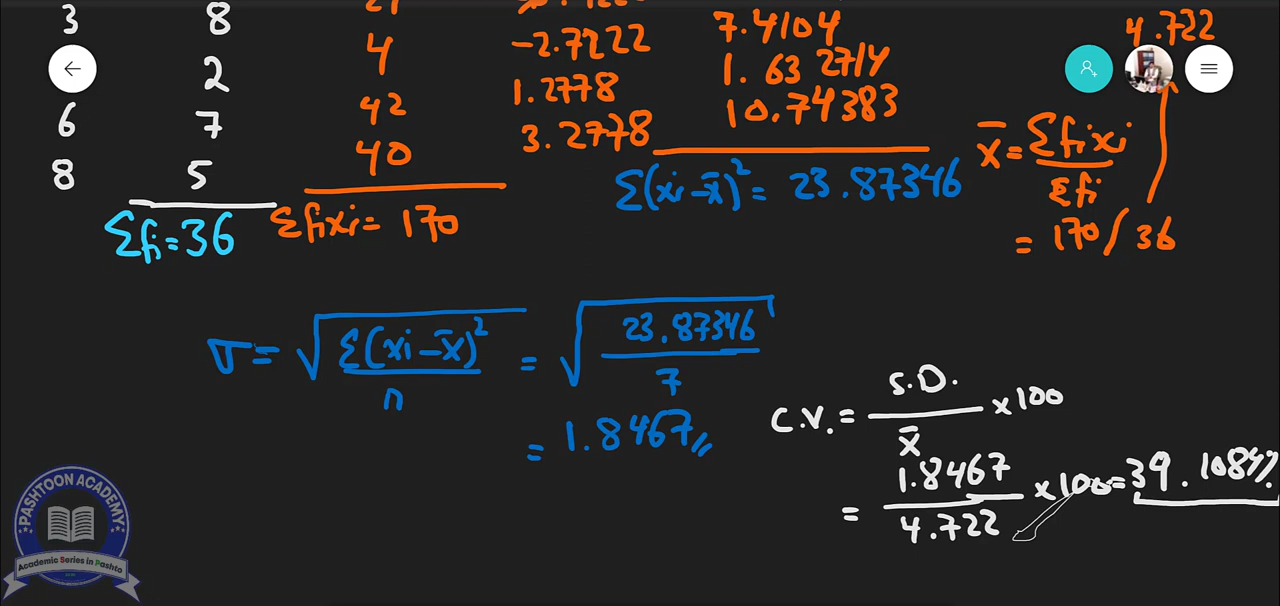 3 8 4.722
-2.7222 7.4104
4
2 1.2778 1.632714
42
6 7 3.2778 10.74383
40
8 5
x̄ = Σfixi / Σfi
Σ(xi-x̄)² = 23.87346
Σfi=36 Σfixi= 170
= 170/36
σ = √(Σ(xi-x̄)² / n) = √(23.87346 / 7)
= 1.8467
C.V. = S.D. / x̄ ×100
= 1.8467 / 4.722 ×100 = 39.108%
PASHTOON ACADEMY
Academic Series in Pashto